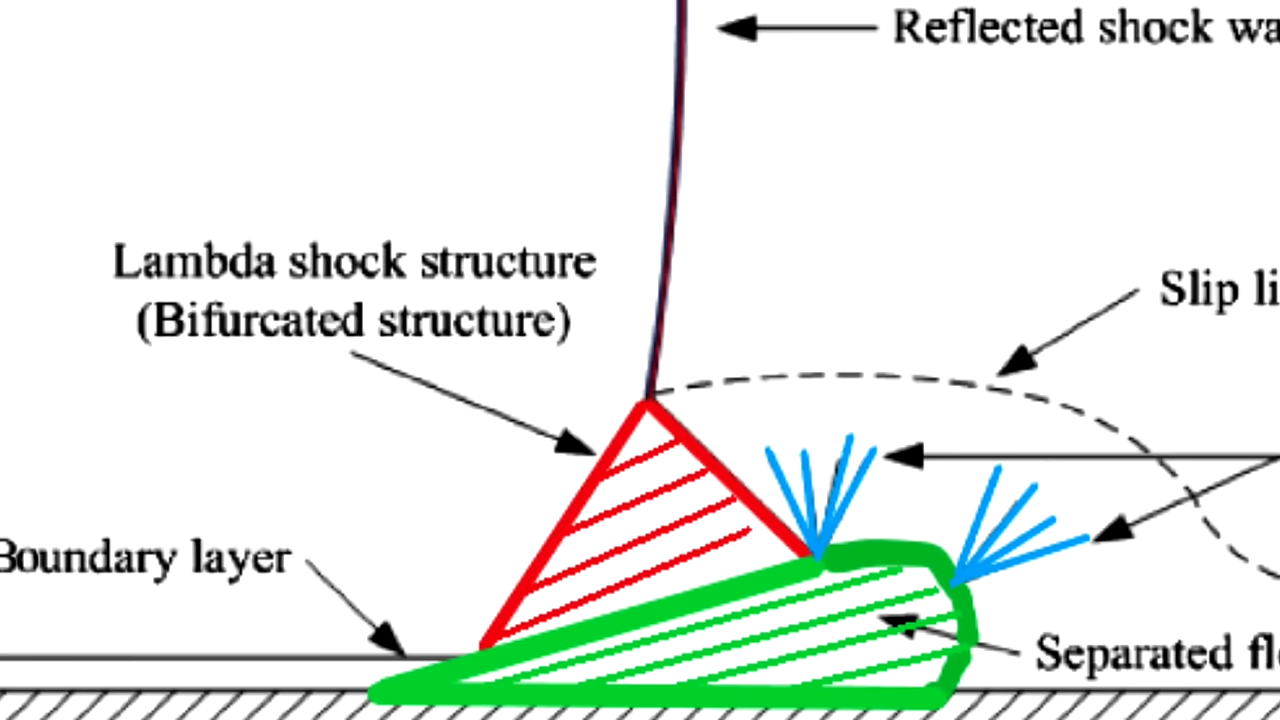 Reflected shock wa
Lambda shock structure
(Bifurcated structure)
Slip li
Boundary layer
Separated fl